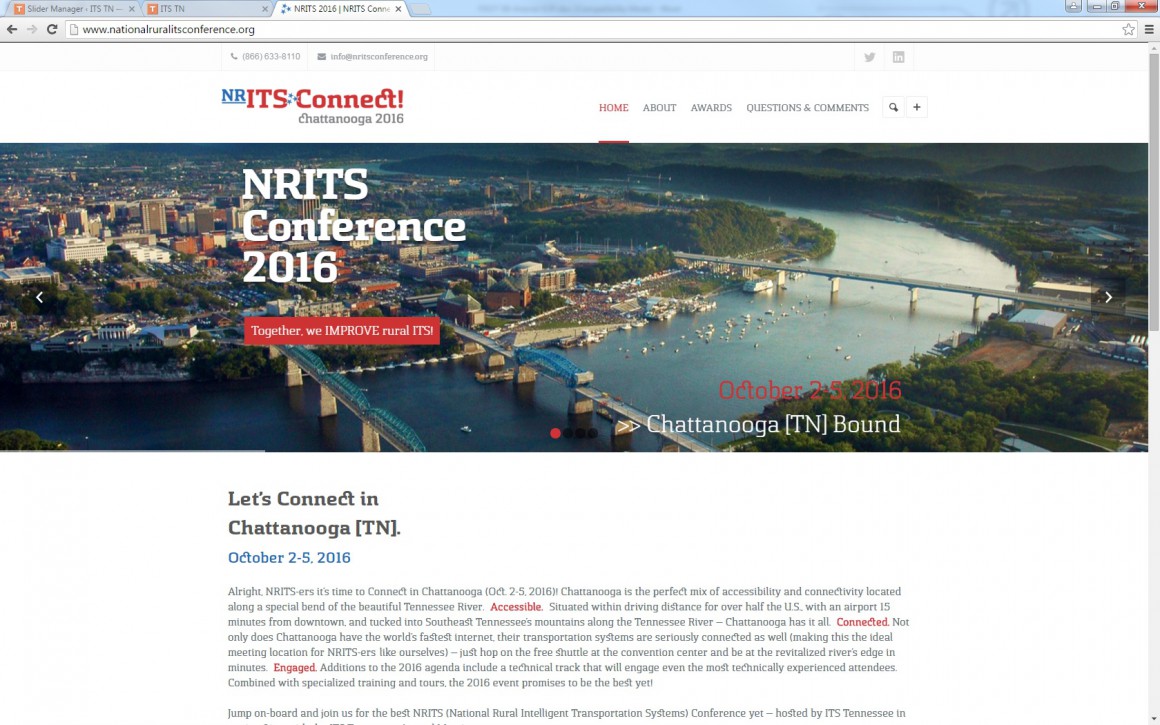 Slider Manager ‹ ITS TN —
ITS TN
NRITS 2016 | NRITS Conne
www.nationalruralitsconference.org
(866) 633-8110
info@nritsconference.org
NRITS Connect!
chattanooga 2016
HOME
ABOUT
AWARDS
QUESTIONS & COMMENTS
NRITS
Conference
2016
Together, we IMPROVE rural ITS!
October 2-5, 2016
>> Chattanooga [TN] Bound
Let's Connect in
Chattanooga [TN].
October 2-5, 2016
Alright, NRITS-ers it's time to Connect in Chattanooga (Oct. 2-5, 2016)! Chattanooga is the perfect mix of accessibility and connectivity located
along a special bend of the beautiful Tennessee River. Accessible. Situated within driving distance for over half the U.S., with an airport 15
minutes from downtown, and tucked into Southeast Tennessee's mountains along the Tennessee River – Chattanooga has it all. Connected. Not
only does Chattanooga have the world's fastest internet, their transportation systems are seriously connected as well (making this the ideal
meeting location for NRITS-ers like ourselves) – just hop on the free shuttle at the convention center and be at the revitalized river's edge in
minutes. Engaged. Additions to the 2016 agenda include a technical track that will engage even the most technically experienced attendees.
Combined with specialized training and tours, the 2016 event promises to be the best yet!
Jump on-board and join us for the best NRITS (National Rural Intelligent Transportation Systems) Conference yet – hosted by ITS Tennessee in